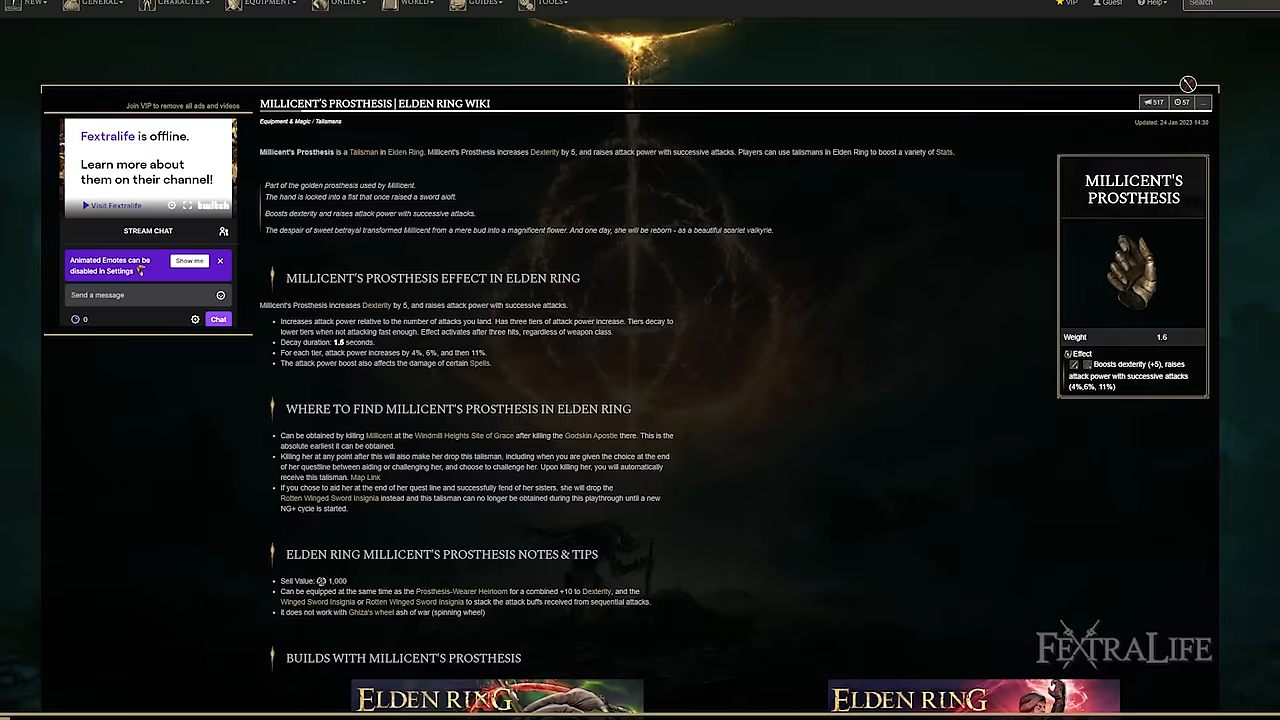 NEW
GENERAL
CHARACTER
EQUIPMENT
ONLINE
WORLD
GUIDES
TOOLS
VIP
Guest
Help
Search
Join VIP to remove all ads and videos
Fextralife is offline.
Learn more about
them on their channel!
Visit Fextralife
twitch
STREAM CHAT
Animated Emotes can be
disabled in Settings
Show me
Send a message
0
Chat
MILLICENT'S PROSTHESIS | ELDEN RING WIKI
517
57
...
Equipment & Magic / Talismans
Updated: 24 Jan 2023 14:38
Millicent's Prosthesis is a Talisman in Elden Ring. Millicent's Prosthesis increases Dexterity by 5, and raises attack power with successive attacks. Players can use talismans in Elden Ring to boost a variety of Stats.
Part of the golden prosthesis used by Millicent.
The hand is locked into a fist that once raised a sword aloft.
Boosts dexterity and raises attack power with successive attacks.
The despair of sweet betrayal transformed Millicent from a mere bud into a magnificent flower. And one day, she will be reborn - as a beautiful scarlet valkyrie.
MILLICENT'S PROSTHESIS EFFECT IN ELDEN RING
Millicent's Prosthesis increases Dexterity by 5, and raises attack power with successive attacks.
Increases attack power relative to the number of attacks you land. Has three tiers of attack power increase. Tiers decay to
lower tiers when not attacking fast enough. Effect activates after three hits, regardless of weapon class.
Decay duration: 1.5 seconds.
For each tier, attack power increases by 4%, 6%, and then 11%.
The attack power boost also affects the damage of certain Spells.
WHERE TO FIND MILLICENT'S PROSTHESIS IN ELDEN RING
Can be obtained by killing Millicent at the Windmill Heights Site of Grace after killing the Godskin Apostle there. This is the
absolute earliest it can be obtained.
Killing her at any point after this will also make her drop this talisman, including when you are given the choice at the end
of her questline between aiding or challenging her, and choose to challenge her. Upon killing her, you will automatically
receive this talisman. Map Link
If you chose to aid her at the end of her quest line and successfully fend of her sisters, she will drop the
Rotten Winged Sword Insignia instead and this talisman can no longer be obtained during this playthrough until a new
NG+ cycle is started.
ELDEN RING MILLICENT'S PROSTHESIS NOTES & TIPS
Sell Value: 1,000
Can be equipped at the same time as the Prosthesis-Wearer Heirloom for a combined +10 to Dexterity, and the
Winged Sword Insignia or Rotten Winged Sword Insignia to stack the attack buffs received from sequential attacks.
It does not work with Ghiza's wheel ash of war (spinning wheel)
BUILDS WITH MILLICENT'S PROSTHESIS
ELDEN RING
ELDEN RING
MILLICENT'S
PROSTHESIS
Weight 1.6
Effect
Boosts dexterity (+5), raises
attack power with successive attacks
(4%,6%, 11%)
FEXTRALIFE